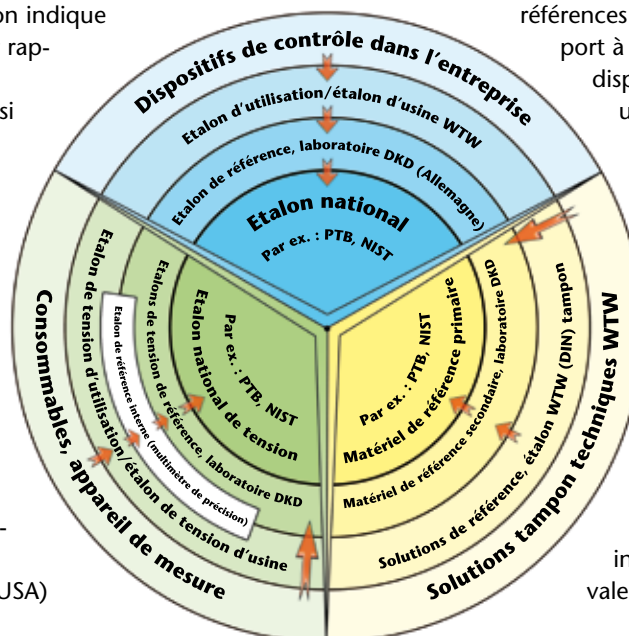 on indique
rap-
si
références
port à
disp
u
Dispositifs de contrôle dans l'entreprise
Etalon d'utilisation/étalon d'usine WTW
Etalon de référence, laboratoire DKD (Allemagne)
Etalon national
Par ex. : PTB, NIST
Consommables, appareil de mesure
Etalon de tension d'utilisation/étalon de tension d'usine
Etalon de référence interne (multimètre de précision)
Etalons de tension de référence, laboratoire DKD
Etalon national de tension
Par ex. : PTB, NIST
Par ex. : PTB, NIST
Matériel de référence primaire
Matériel de référence secondaire, laboratoire DKD
Solutions de référence, étalon WTW (DIN) tampon
Solutions tampon techniques WTW
-
USA)
in
vale